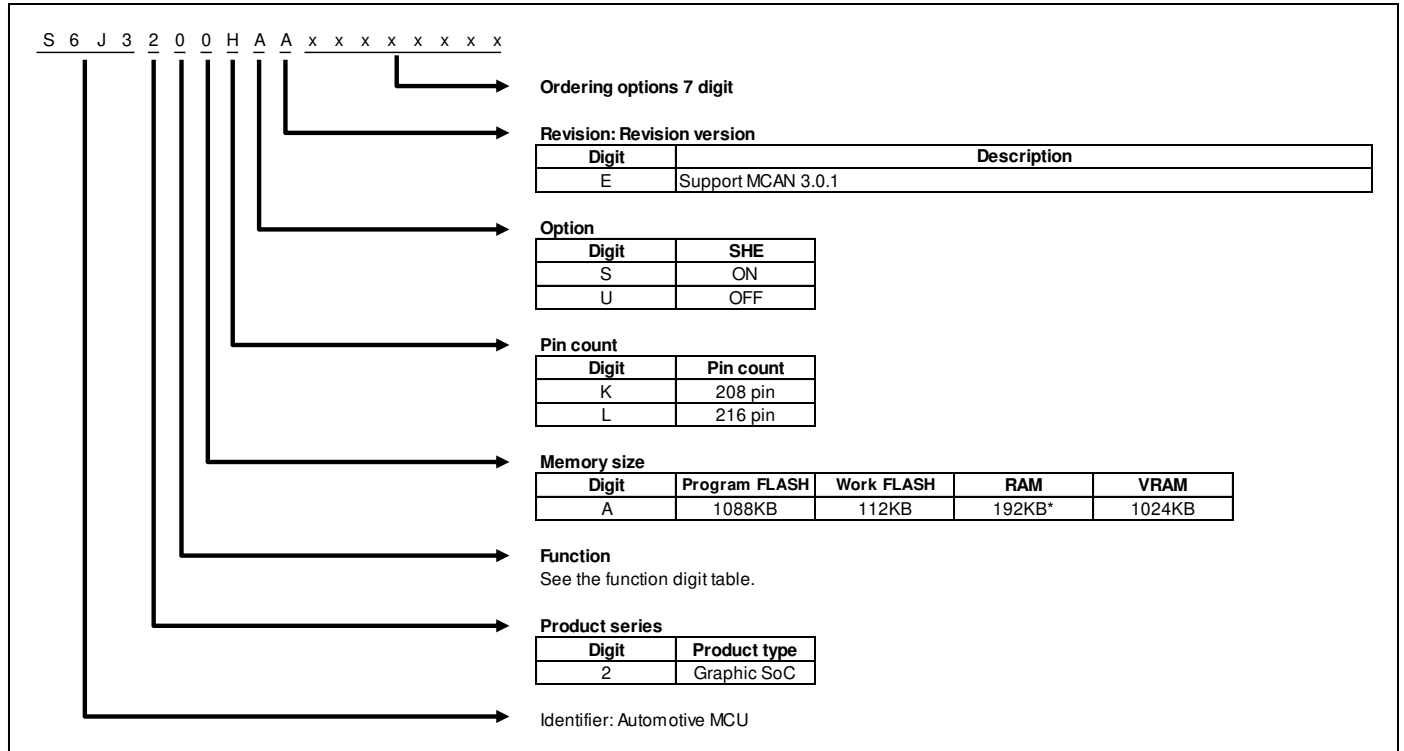 S 6 J 3 2 0 0 H A A x x x x x x x x
Ordering options 7 digit
Revision: Revision version
Digit Description
E Support MCAN 3.0.1
Option
Digit SHE
S ON
U OFF
Pin count
Digit Pin count
K 208 pin
L 216 pin
Memory size
Digit Program FLASH Work FLASH RAM VRAM
A 1088KB 112KB 192KB* 1024KB
Function
See the function digit table.
Product series
Digit Product type
2 Graphic SoC
Identifier: Automotive MCU